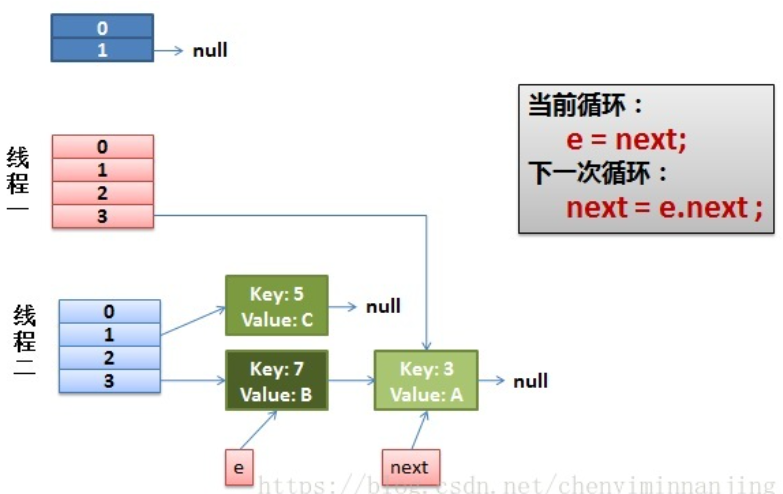 0
1
null
当前循环：
e = next;
下一次循环：
next = e.next ;
线程一
0
1
2
3
线程二
0
1
2
3
Key: 5
Value: C
null
Key: 7
Value: B
Key: 3
Value: A
null
e
next
https://blog.csdn.net/chenyiminnanjing